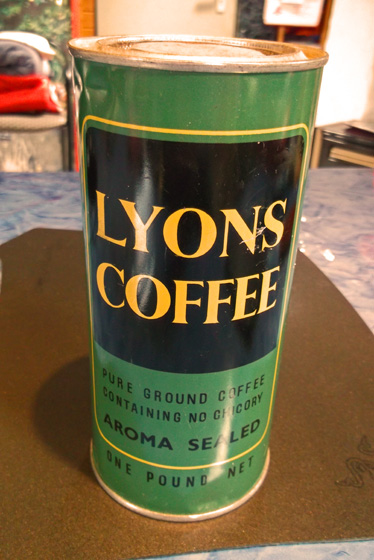 LYONS
COFFEE
PURE GROUND COFFEE
CONTAINING NO CHICORY
AROMA SEALED
ONE POUND NET